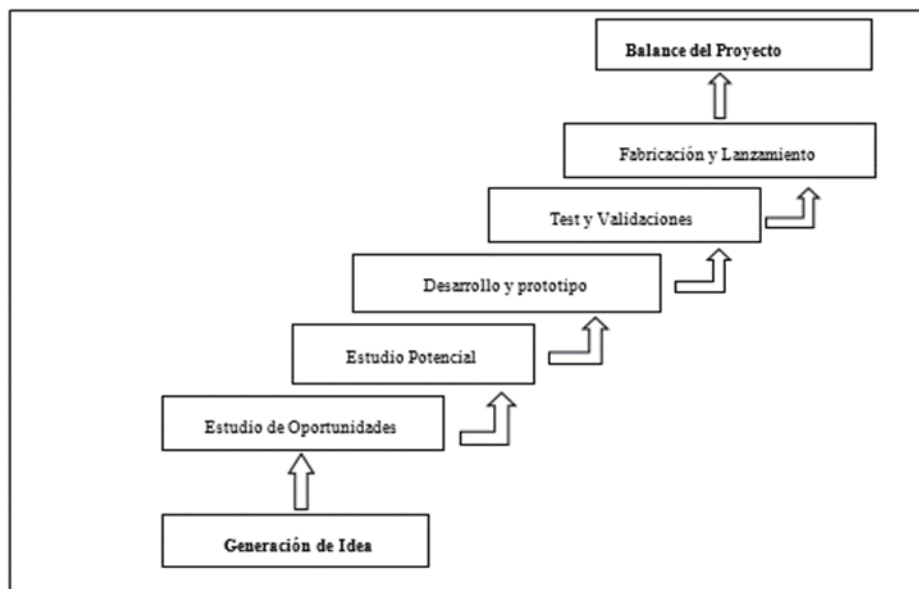 Balance del Proyecto
Fabricación y Lanzamiento
Test y Validaciones
Desarrollo y prototipo
Estudio Potencial
Estudio de Oportunidades
Generación de Idea